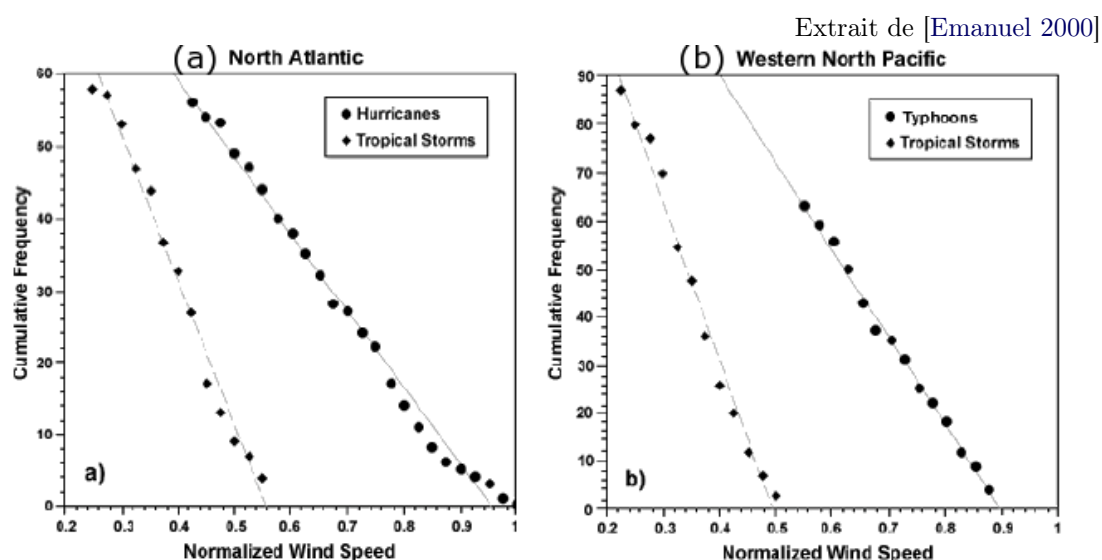 Extrait de [Emanuel 2000]
(a) North Atlantic
60
50
40
30
20
10
0
Cumulative Frequency
Hurricanes
Tropical Storms
a)
0.2 0.3 0.4 0.5 0.6 0.7 0.8 0.9 1
Normalized Wind Speed
(b) Western North Pacific
90
80
70
60
50
40
30
20
10
0
Cumulative Frequency
Typhoons
Tropical Storms
b)
0.2 0.3 0.4 0.5 0.6 0.7 0.8 0.9 1
Normalized Wind Speed